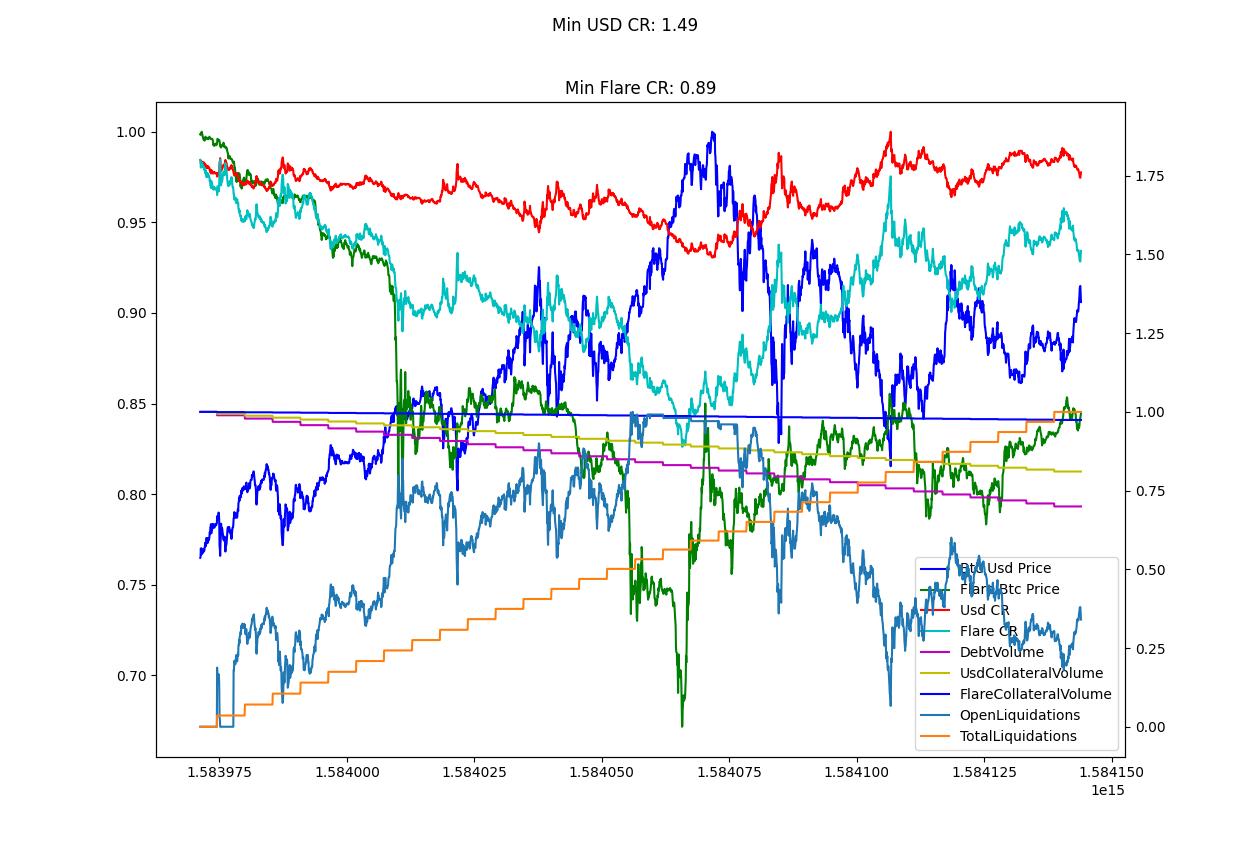 Min USD CR: 1.49
Min Flare CR: 0.89
1.00
0.95
0.90
0.85
0.80
0.75
0.70
1.75
1.50
1.25
1.00
0.75
0.50
0.25
0.00
Btc Usd Price
Flare Btc Price
Usd CR
Flare CR
DebtVolume
UsdCollateralVolume
FlareCollateralVolume
OpenLiquidations
TotalLiquidations
1.583975 1.584000 1.584025 1.584050 1.584075 1.584100 1.584125 1.584150
1e15